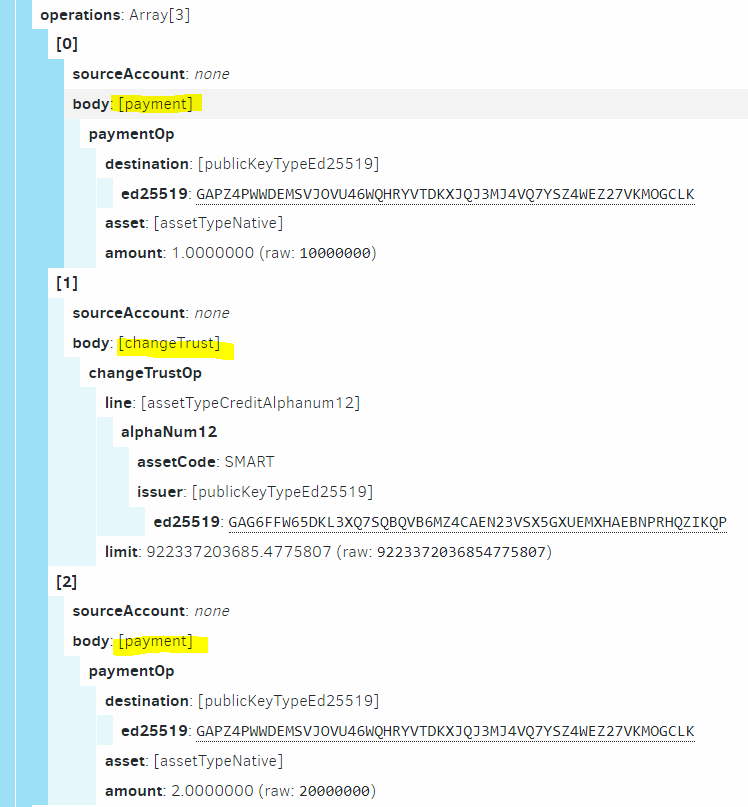 operations: Array[3]
[0]
sourceAccount: none
body: [payment]
paymentOp
destination: [publicKeyTypeEd25519]
ed25519: GAPZ4PWWDEMSVJOVU46WQHRYVTDKXJQJ3MJ4VQ7YSZ4WEZ27VKMOGCLK
asset: [assetTypeNative]
amount: 1.0000000 (raw: 10000000)
[1]
sourceAccount: none
body: [changeTrust]
changeTrustOp
line: [assetTypeCreditAlphanum12]
alphaNum12
assetCode: SMART
issuer: [publicKeyTypeEd25519]
ed25519: GAG6FFW65DKL3XQ7SQBQVB6MZ4CAEN23VSX5GXUEMXHAEBNPRHQZIKQP
limit: 922337203685.4775807 (raw: 9223372036854775807)
[2]
sourceAccount: none
body: [payment]
paymentOp
destination: [publicKeyTypeEd25519]
ed25519: GAPZ4PWWDEMSVJOVU46WQHRYVTDKXJQJ3MJ4VQ7YSZ4WEZ27VKMOGCLK
asset: [assetTypeNative]
amount: 2.0000000 (raw: 20000000)